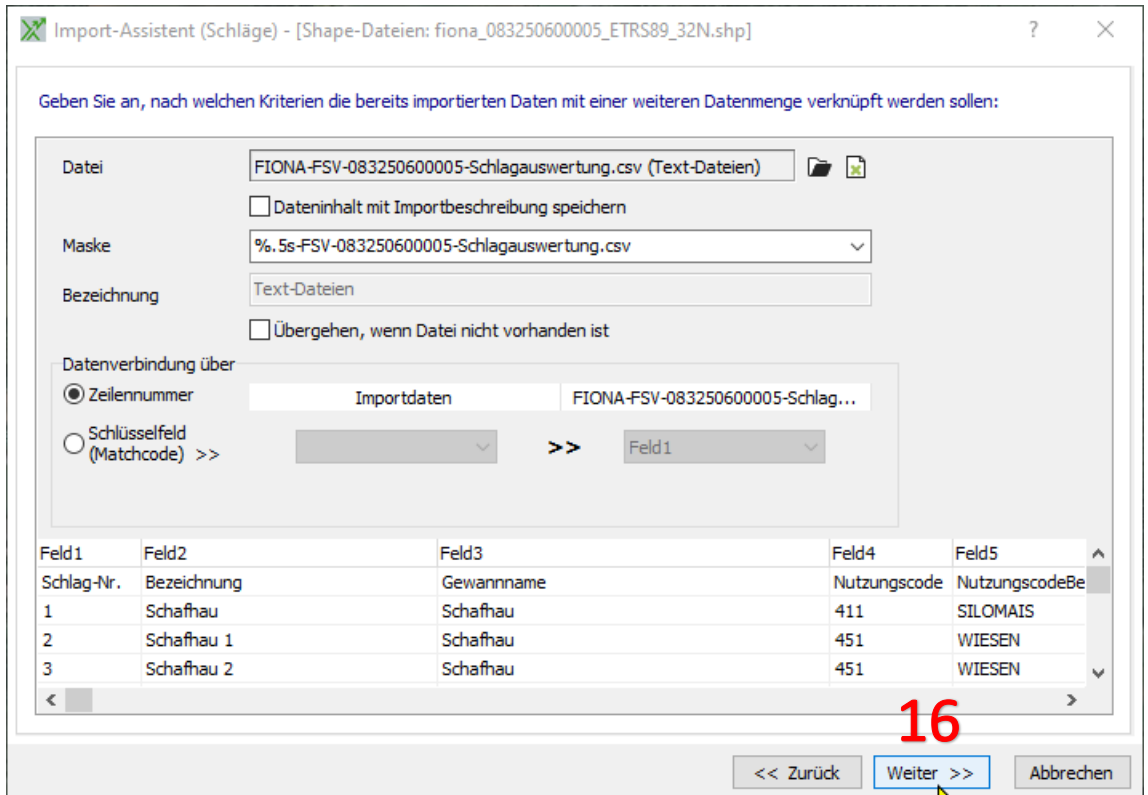 Import-Assistent (Schläge) - [Shape-Dateien: fiona_083250600005_ETRS89_32N.shp] ?
Geben Sie an, nach welchen Kriterien die bereits importierten Daten mit einer weiteren Datenmenge verknüpft werden sollen:
Datei FIONA-FSV-083250600005-Schlagauswertung.csv (Text-Dateien)
Dateninhalt mit Importbeschreibung speichern
Maske %.5s-FSV-083250600005-Schlagauswertung.csv
Bezeichnung Text-Dateien
Übergehen, wenn Datei nicht vorhanden ist
Datenverbindung über
Zeilennummer Importdaten FIONA-FSV-083250600005-Schlag...
Schlüsselfeld
(Matchcode) >> >> Feld1
Feld1 Feld2 Feld3 Feld4 Feld5
Schlag-Nr. Bezeichnung Gewannname Nutzungscode NutzungscodeBe
1 Schafhau Schafhau 411 SILOMAIS
2 Schafhau 1 Schafhau 451 WIESEN
3 Schafhau 2 Schafhau 451 WIESEN
16
<< Zurück Weiter >> Abbrechen